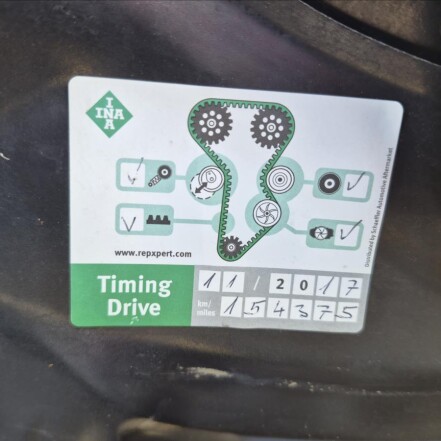 I
INA
A
Distributed by Schaeffler Automotive Aftermarket
www.repxpert.com
Timing
Drive
11/2017
km/
miles
154375